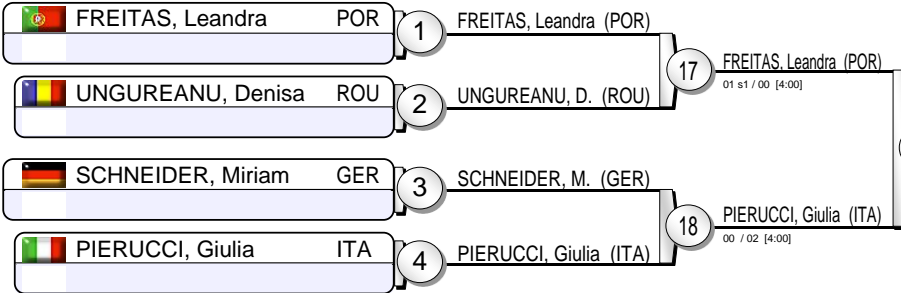 FREITAS, Leandra POR
1
FREITAS, Leandra (POR)
17
FREITAS, Leandra (POR)
01 s1 / 00 [4:00]
UNGUREANU, Denisa ROU
2
UNGUREANU, D. (ROU)
SCHNEIDER, Miriam GER
3
SCHNEIDER, M. (GER)
18
PIERUCCI, Giulia (ITA)
00 / 02 [4:00]
PIERUCCI, Giulia ITA
4
PIERUCCI, Giulia (ITA)